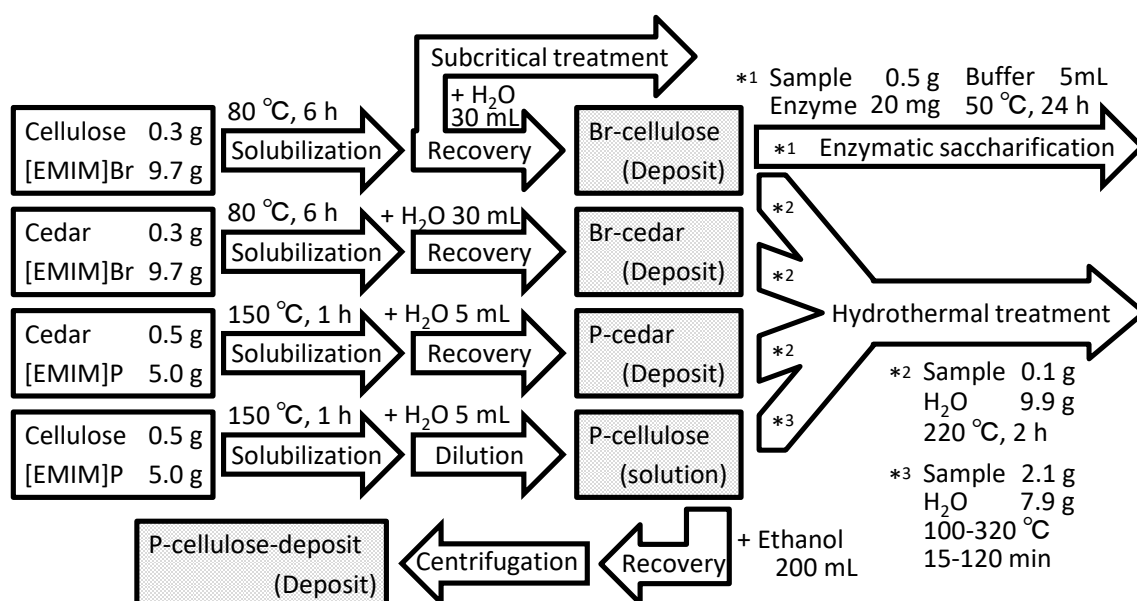 Subcritical treatment
*1 Sample 0.5 g Buffer 5mL
Enzyme 20 mg 50 ℃, 24 h
Cellulose 0.3 g
[EMIM]Br 9.7 g
80 ℃, 6 h
Solubilization
+ H₂O
30 mL
Recovery
Br-cellulose
(Deposit)
*1 Enzymatic saccharification
Cedar 0.3 g
[EMIM]Br 9.7 g
80 ℃, 6 h
Solubilization
+ H₂O 30 mL
Recovery
Br-cedar
(Deposit)
*2
*2
Cedar 0.5 g
[EMIM]P 5.0 g
150 ℃, 1 h
Solubilization
+ H₂O 5 mL
Recovery
P-cedar
(Deposit)
*2
Hydrothermal treatment
Cellulose 0.5 g
[EMIM]P 5.0 g
150 ℃, 1 h
Solubilization
+ H₂O 5 mL
Dilution
P-cellulose
(solution)
*3
*2 Sample 0.1 g
H₂O 9.9 g
220 ℃, 2 h
*3 Sample 2.1 g
H₂O 7.9 g
100-320 ℃
15-120 min
+ Ethanol
200 mL
Recovery
Centrifugation
P-cellulose-deposit
(Deposit)